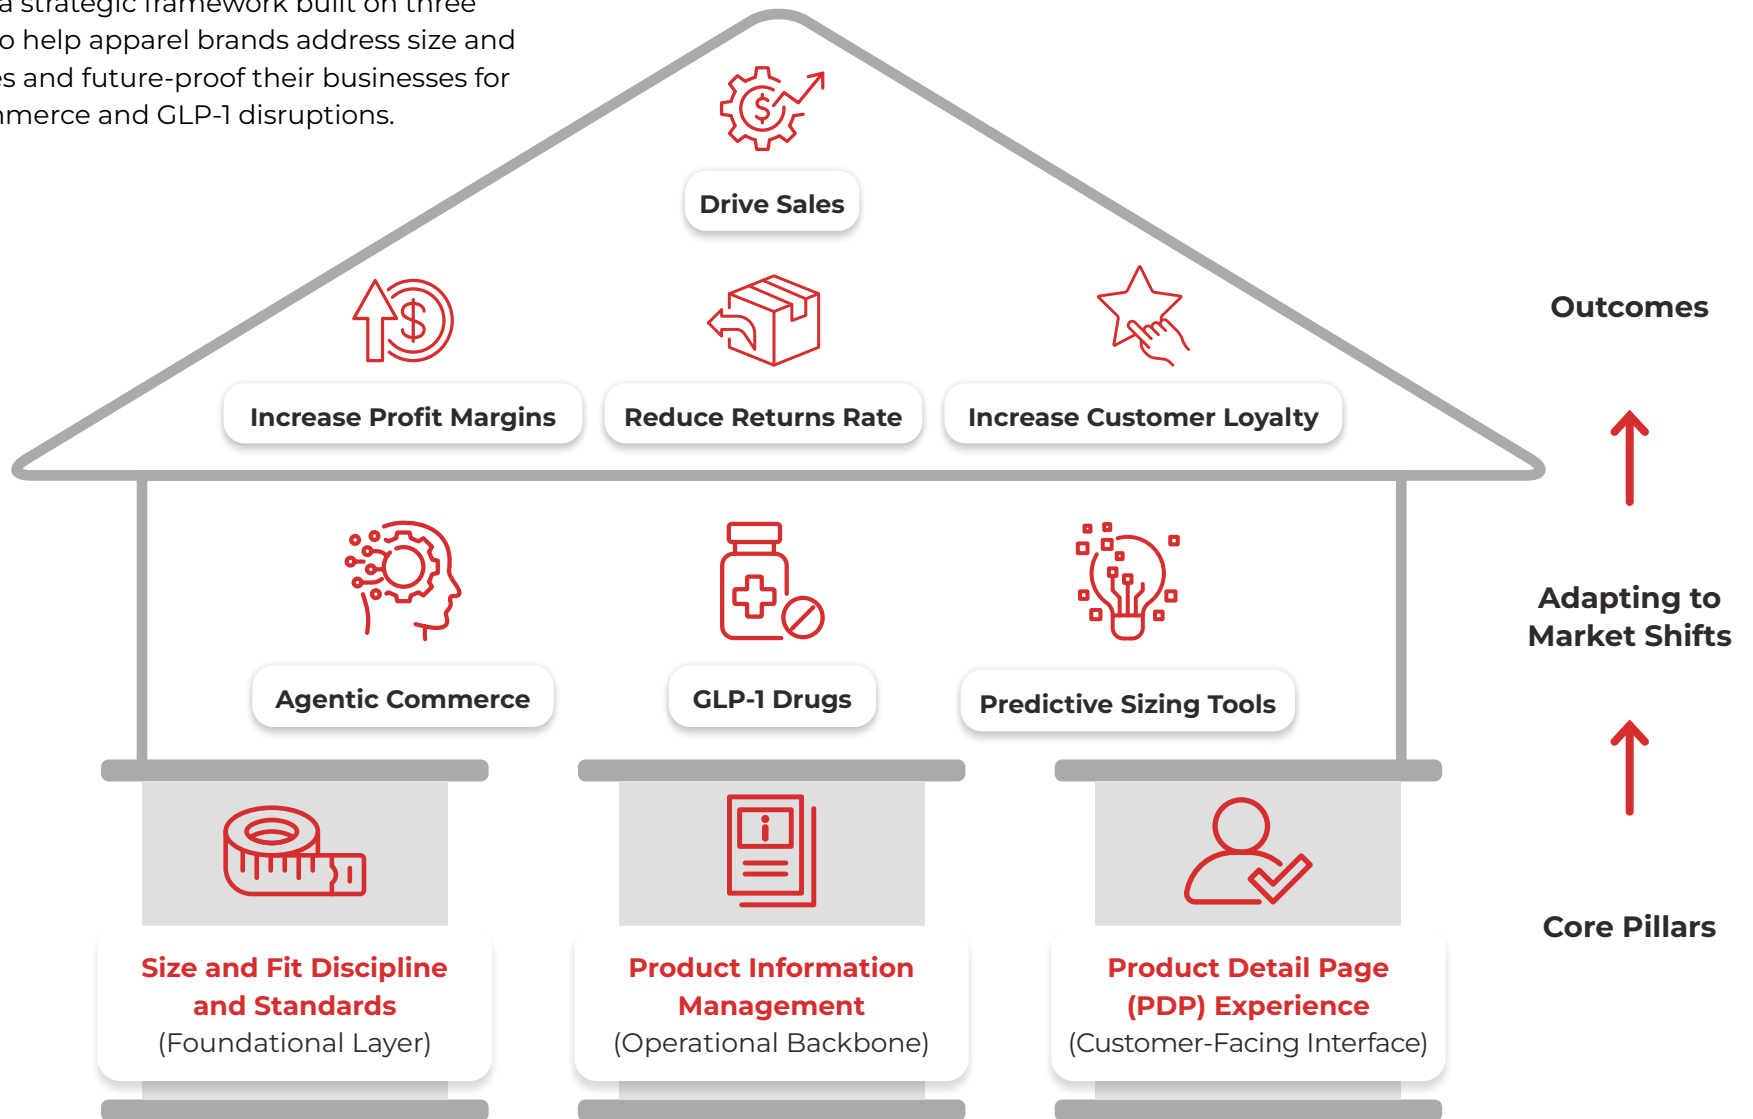 a strategic framework built on three
o help apparel brands address size and
es and future-proof their businesses for
nmerce and GLP-1 disruptions.
Drive Sales
Increase Profit Margins
Reduce Returns Rate
Increase Customer Loyalty
Outcomes
Agentic Commerce
GLP-1 Drugs
Predictive Sizing Tools
Adapting to
Market Shifts
Size and Fit Discipline
and Standards
(Foundational Layer)
Product Information
Management
(Operational Backbone)
Product Detail Page
(PDP) Experience
(Customer-Facing Interface)
Core Pillars